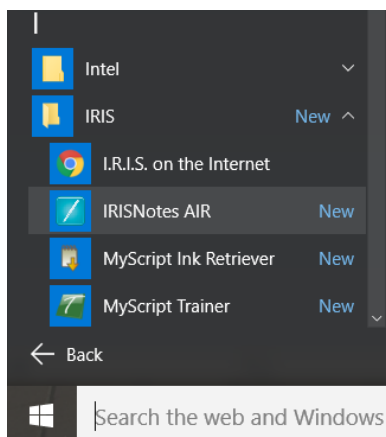 I
Intel
IRIS New
I.R.I.S. on the Internet
IRISNotes AIR New
MyScript Ink Retriever New
MyScript Trainer New
Back
Search the web and Windows